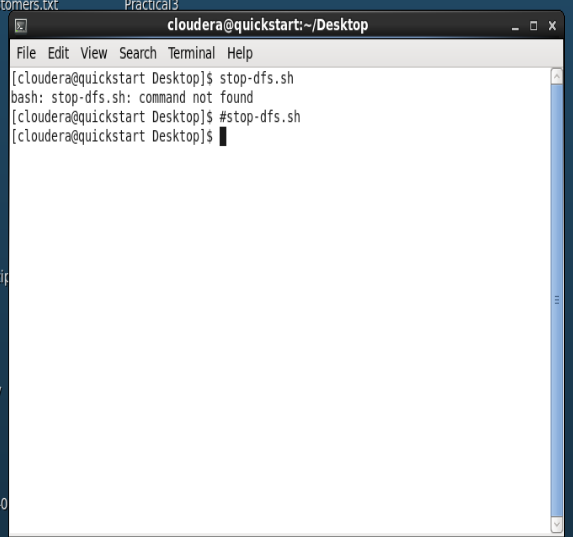 tomers.txt Practical3
cloudera@quickstart:~/Desktop
File Edit View Search Terminal Help
[cloudera@quickstart Desktop]$ stop-dfs.sh
bash: stop-dfs.sh: command not found
[cloudera@quickstart Desktop]$ #stop-dfs.sh
[cloudera@quickstart Desktop]$